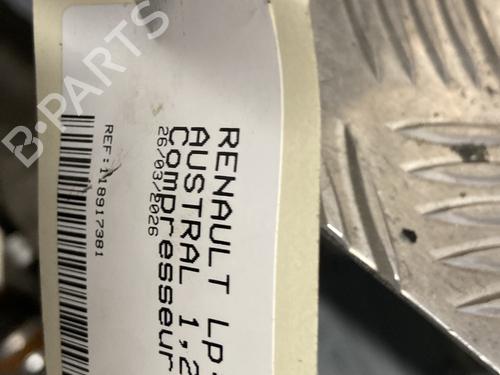 RENAULT LP
AUSTRAL 1,2
Compresseur
26/03/2026
REF:118917381
B-PARTS